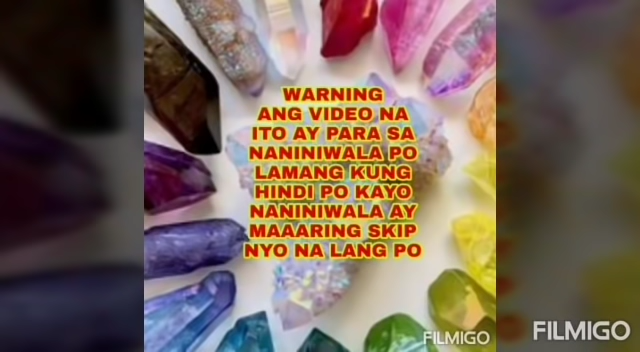 WARNING
ANG VIDEO NA
ITO AY PARA SA
NANINIWALA PO
LAMANG KUNG
HINDI PO KAYO
NANINIWALA AY
MAAARING SKIP
NYO NA LANG PO
FILMIGO
FILMIGO